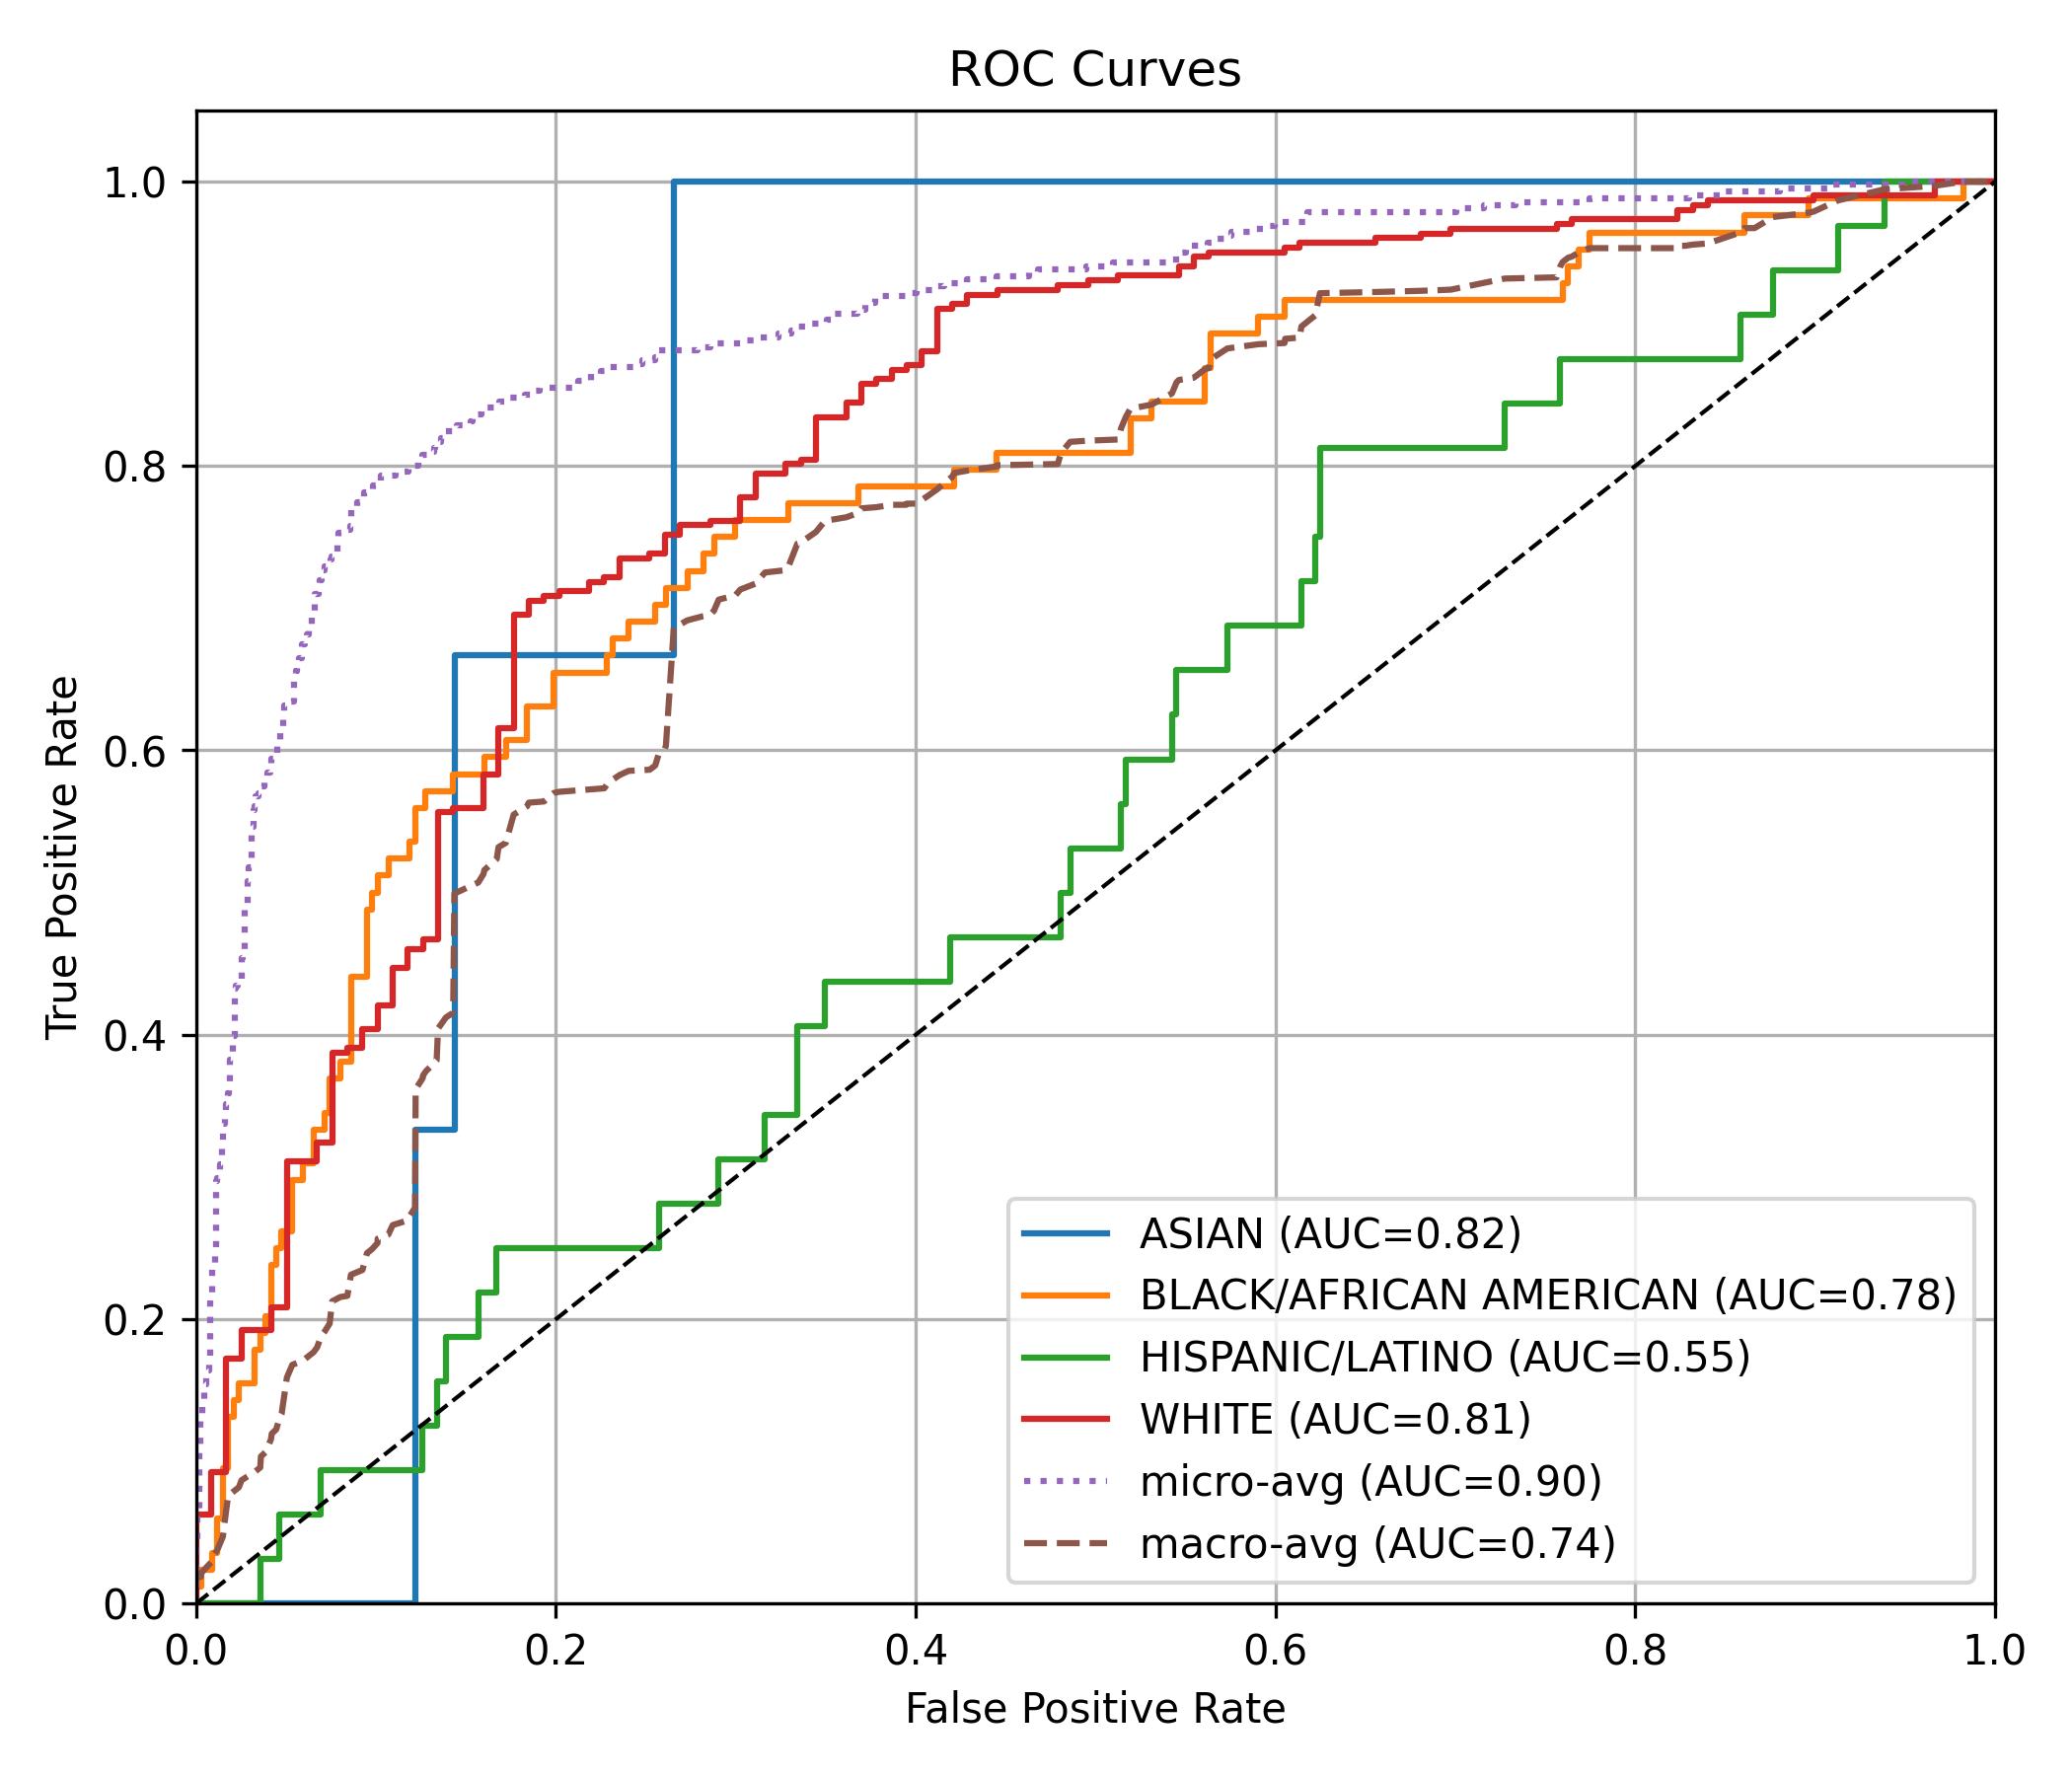 ROC Curves
1.0
0.8
0.6
0.4
0.2
0.0
True Positive Rate
0.0 0.2 0.4 0.6 0.8 1.0
False Positive Rate
ASIAN (AUC=0.82)
BLACK/AFRICAN AMERICAN (AUC=0.78)
HISPANIC/LATINO (AUC=0.55)
WHITE (AUC=0.81)
micro-avg (AUC=0.90)
macro-avg (AUC=0.74)